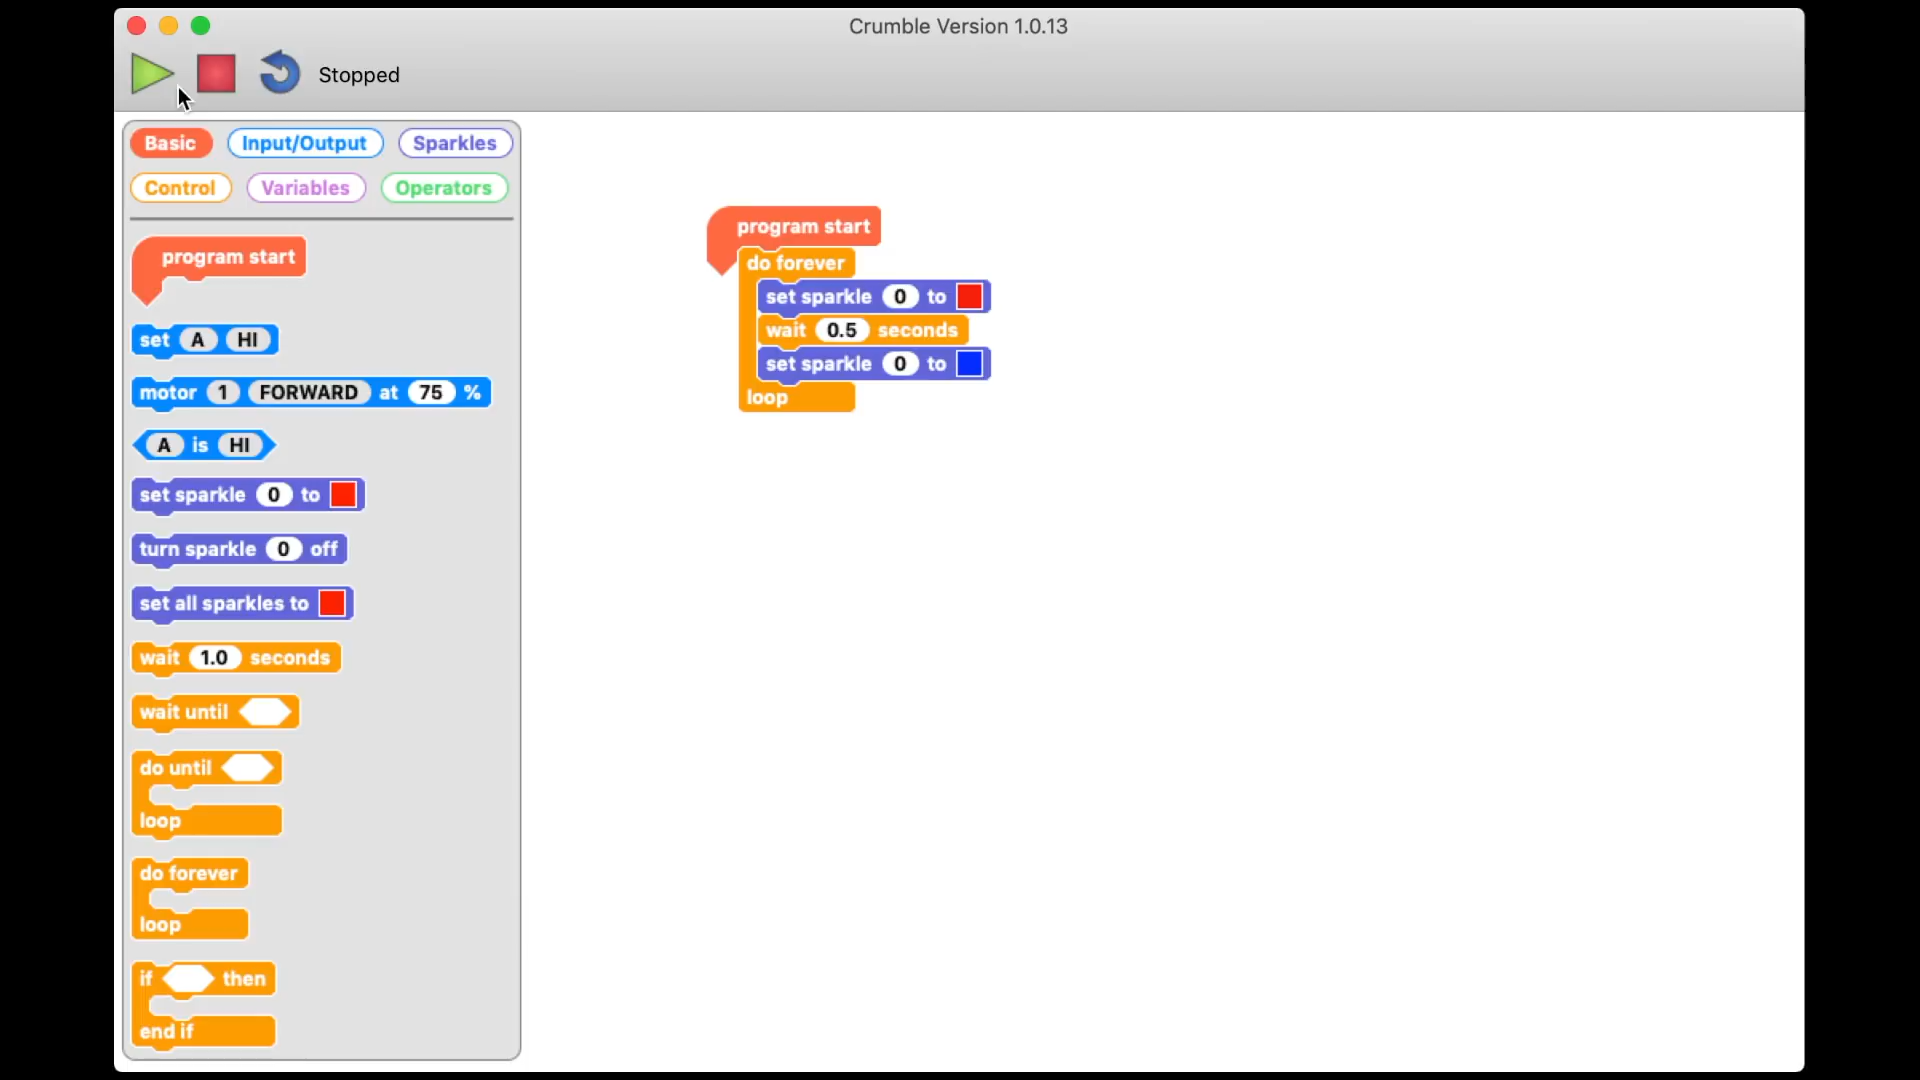 Crumble Version 1.0.13
Stopped
Basic Input/Output Sparkles
Control Variables Operators
program start
set A HI
motor 1 FORWARD at 75 %
A is HI
set sparkle 0 to
turn sparkle 0 off
set all sparkles to
wait 1.0 seconds
wait until
do until
loop
do forever
loop
if then
end if
program start
do forever
set sparkle 0 to
wait 0.5 seconds
set sparkle 0 to
loop